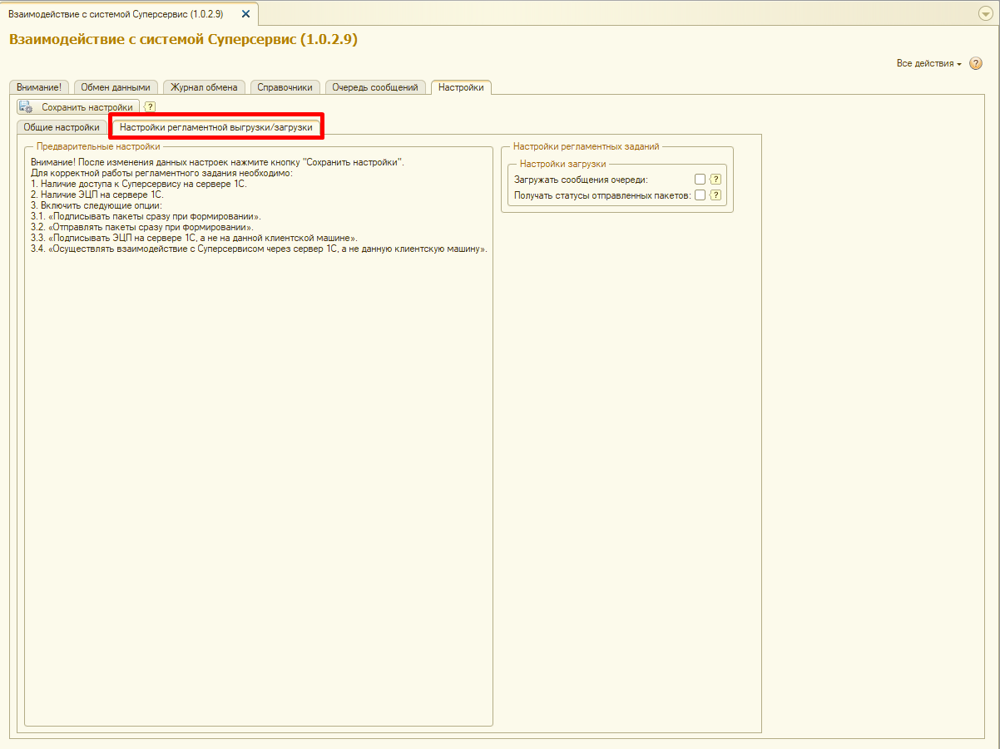 Взаимодействие с системой Суперсервис (1.0.2.9)
Взаимодействие с системой Суперсервис (1.0.2.9)
Все действия
?
Внимание!
Обмен данными
Журнал обмена
Справочники
Очередь сообщений
Настройки
Сохранить настройки
?
Общие настройки
Настройки регламентной выгрузки/загрузки
Предварительные настройки
Внимание! После изменения данных настроек нажмите кнопку "Сохранить настройки".
Для корректной работы регламентного задания необходимо:
1. Наличие доступа к Суперсервису на сервере 1С.
2. Наличие ЭЦП на сервере 1С.
3. Включить следующие опции:
3.1. «Подписывать пакеты сразу при формировании».
3.2. «Отправлять пакеты сразу при формировании».
3.3. «Подписывать ЭЦП на сервере 1С, а не на данной клиентской машине».
3.4. «Осуществлять взаимодействие с Суперсервисом через сервер 1С, а не данную клиентскую машину».
Настройки регламентных заданий
Настройки загрузки
Загружать сообщения очереди:
?
Получать статусы отправленных пакетов:
?